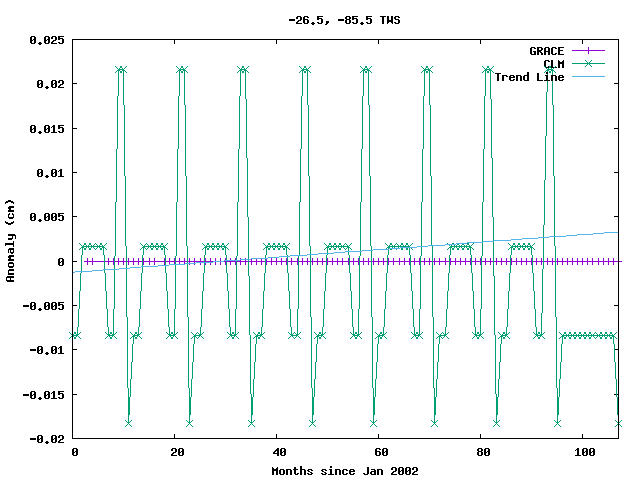 -26.5, -85.5 TWS
0.025
0.02
0.015
0.01
0.005
0
-0.005
-0.01
-0.015
-0.02
Anomaly (cm)
GRACE
CLM
Trend Line
0 20 40 60 80 100
Months since Jan 2002